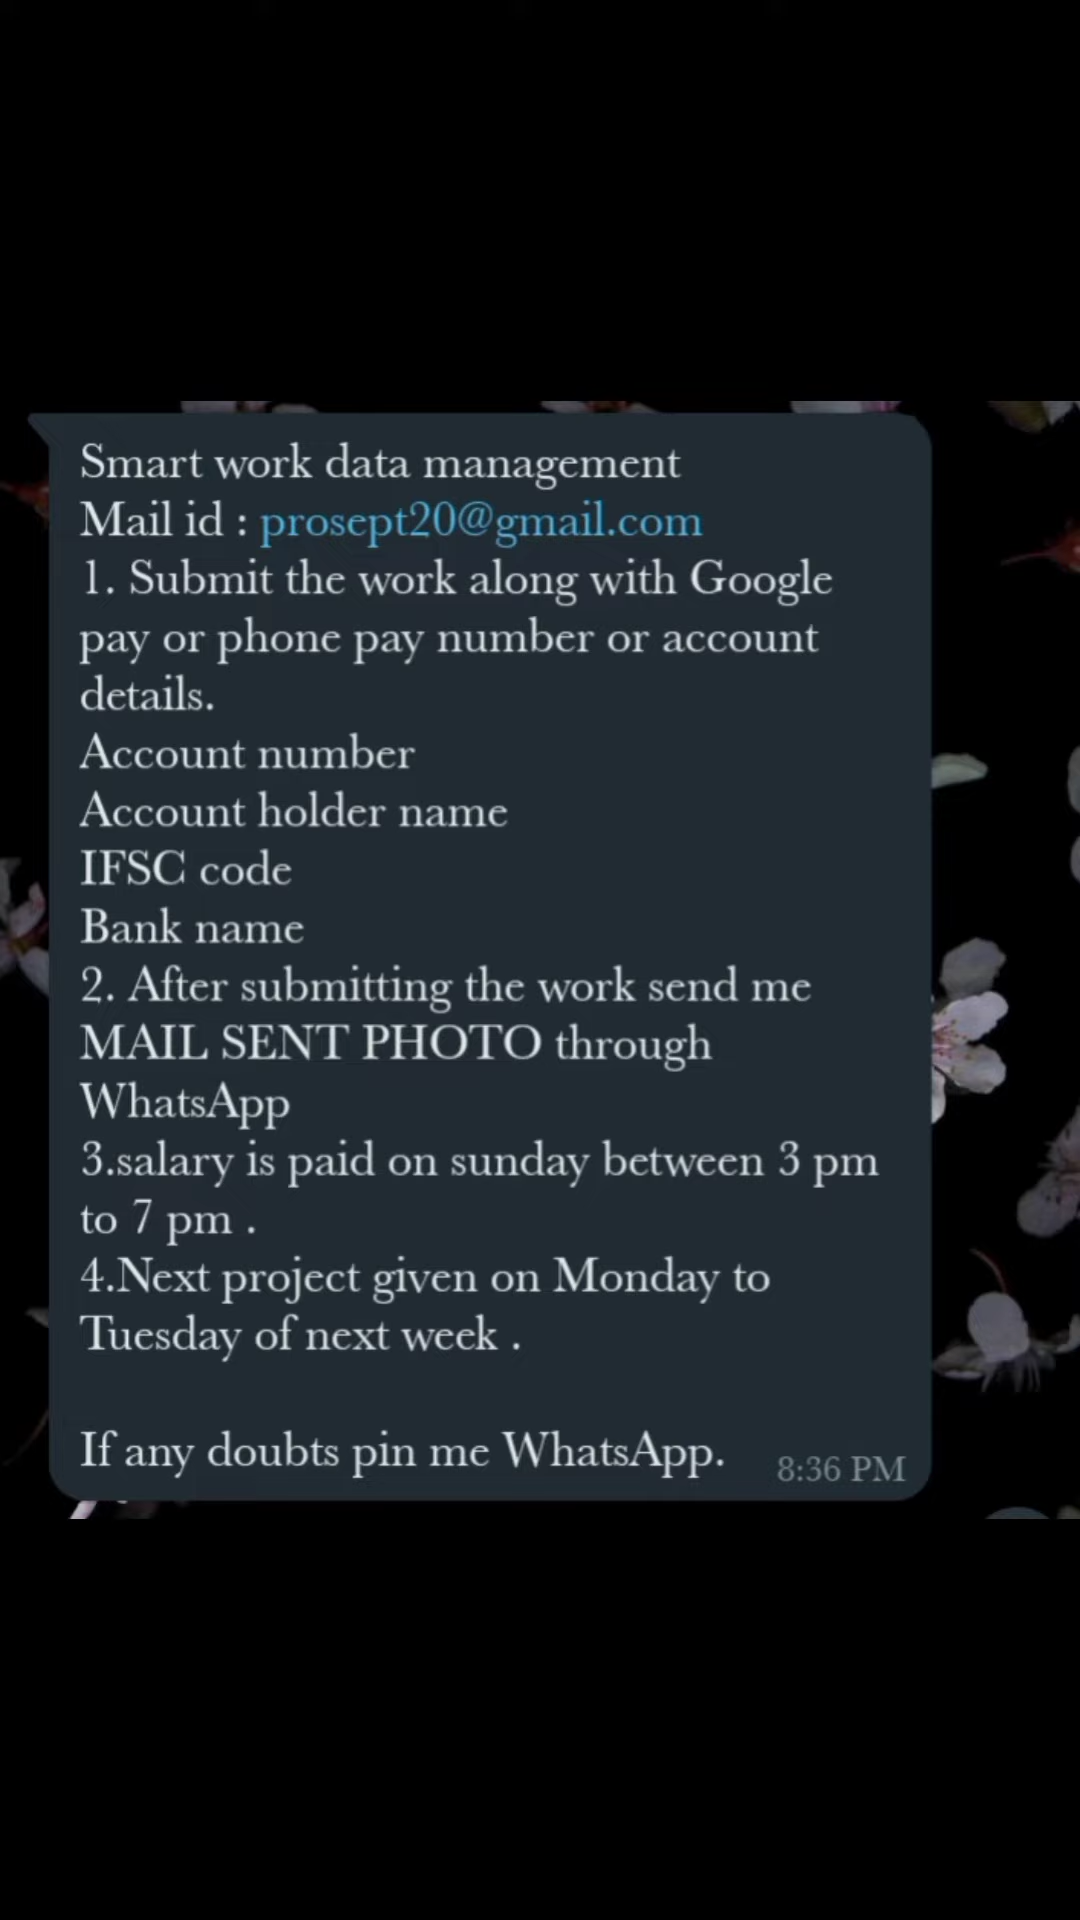 Smart work data management
Mail id : prosept20@gmail.com
1. Submit the work along with Google
pay or phone pay number or account
details.
Account number
Account holder name
IFSC code
Bank name
2. After submitting the work send me
MAIL SENT PHOTO through
WhatsApp
3.salary is paid on sunday between 3 pm
to 7 pm .
4.Next project given on Monday to
Tuesday of next week .
If any doubts pin me WhatsApp.
8:36 PM